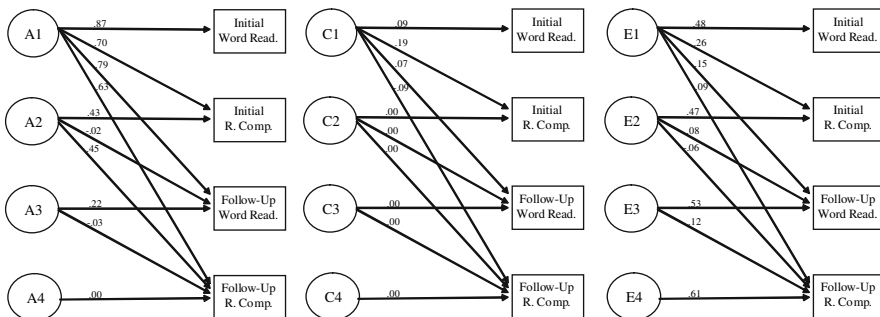 A1
.87
.70
.79
.63
Initial
Word Read.
A2
.43
-.02
.45
Initial
R. Comp.
A3
.22
-.03
Follow-Up
Word Read.
A4
.00
Follow-Up
R. Comp.
C1
.09
.19
.07
-.09
Initial
Word Read.
C2
.00
.00
.00
Initial
R. Comp.
C3
.00
.00
Follow-Up
Word Read.
C4
.00
Follow-Up
R. Comp.
E1
.48
.26
.15
.09
Initial
Word Read.
E2
.47
.08
-.06
Initial
R. Comp.
E3
.53
.12
Follow-Up
Word Read.
E4
.61
Follow-Up
R. Comp.